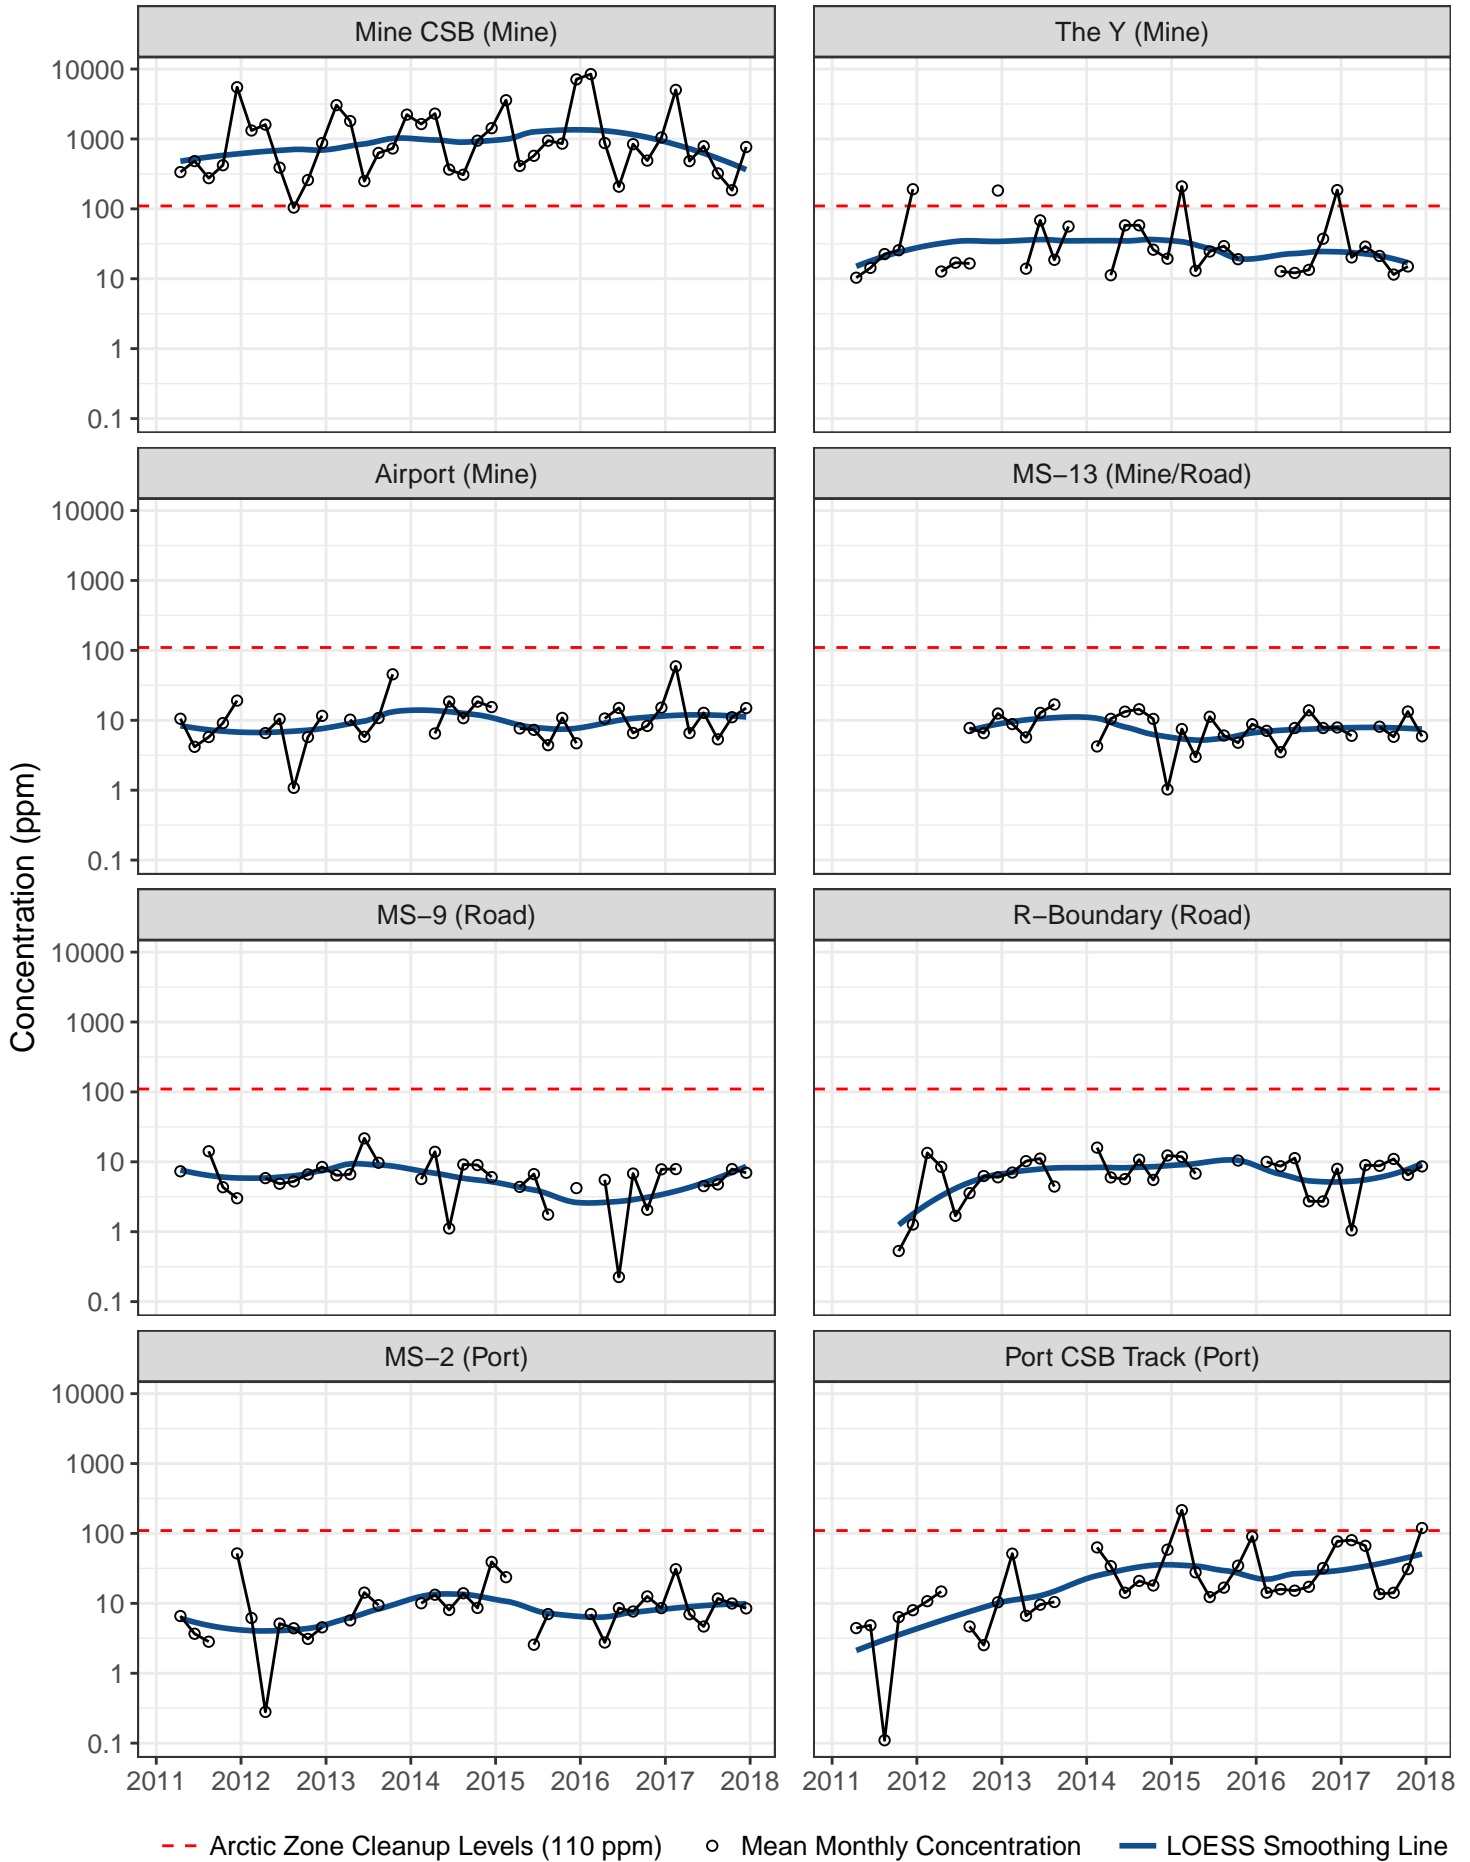 Mine CSB (Mine)
The Y (Mine)
10000
1000
100
10
1
0.1
Airport (Mine)
MS−13 (Mine/Road)
10000
1000
100
10
1
0.1
MS−9 (Road)
R−Boundary (Road)
10000
1000
100
10
1
0.1
MS−2 (Port)
Port CSB Track (Port)
10000
1000
100
10
1
0.1
Concentration (ppm)
2011 2012 2013 2014 2015 2016 2017 2018
2011 2012 2013 2014 2015 2016 2017 2018
Arctic Zone Cleanup Levels (110 ppm) Mean Monthly Concentration LOESS Smoothing Line